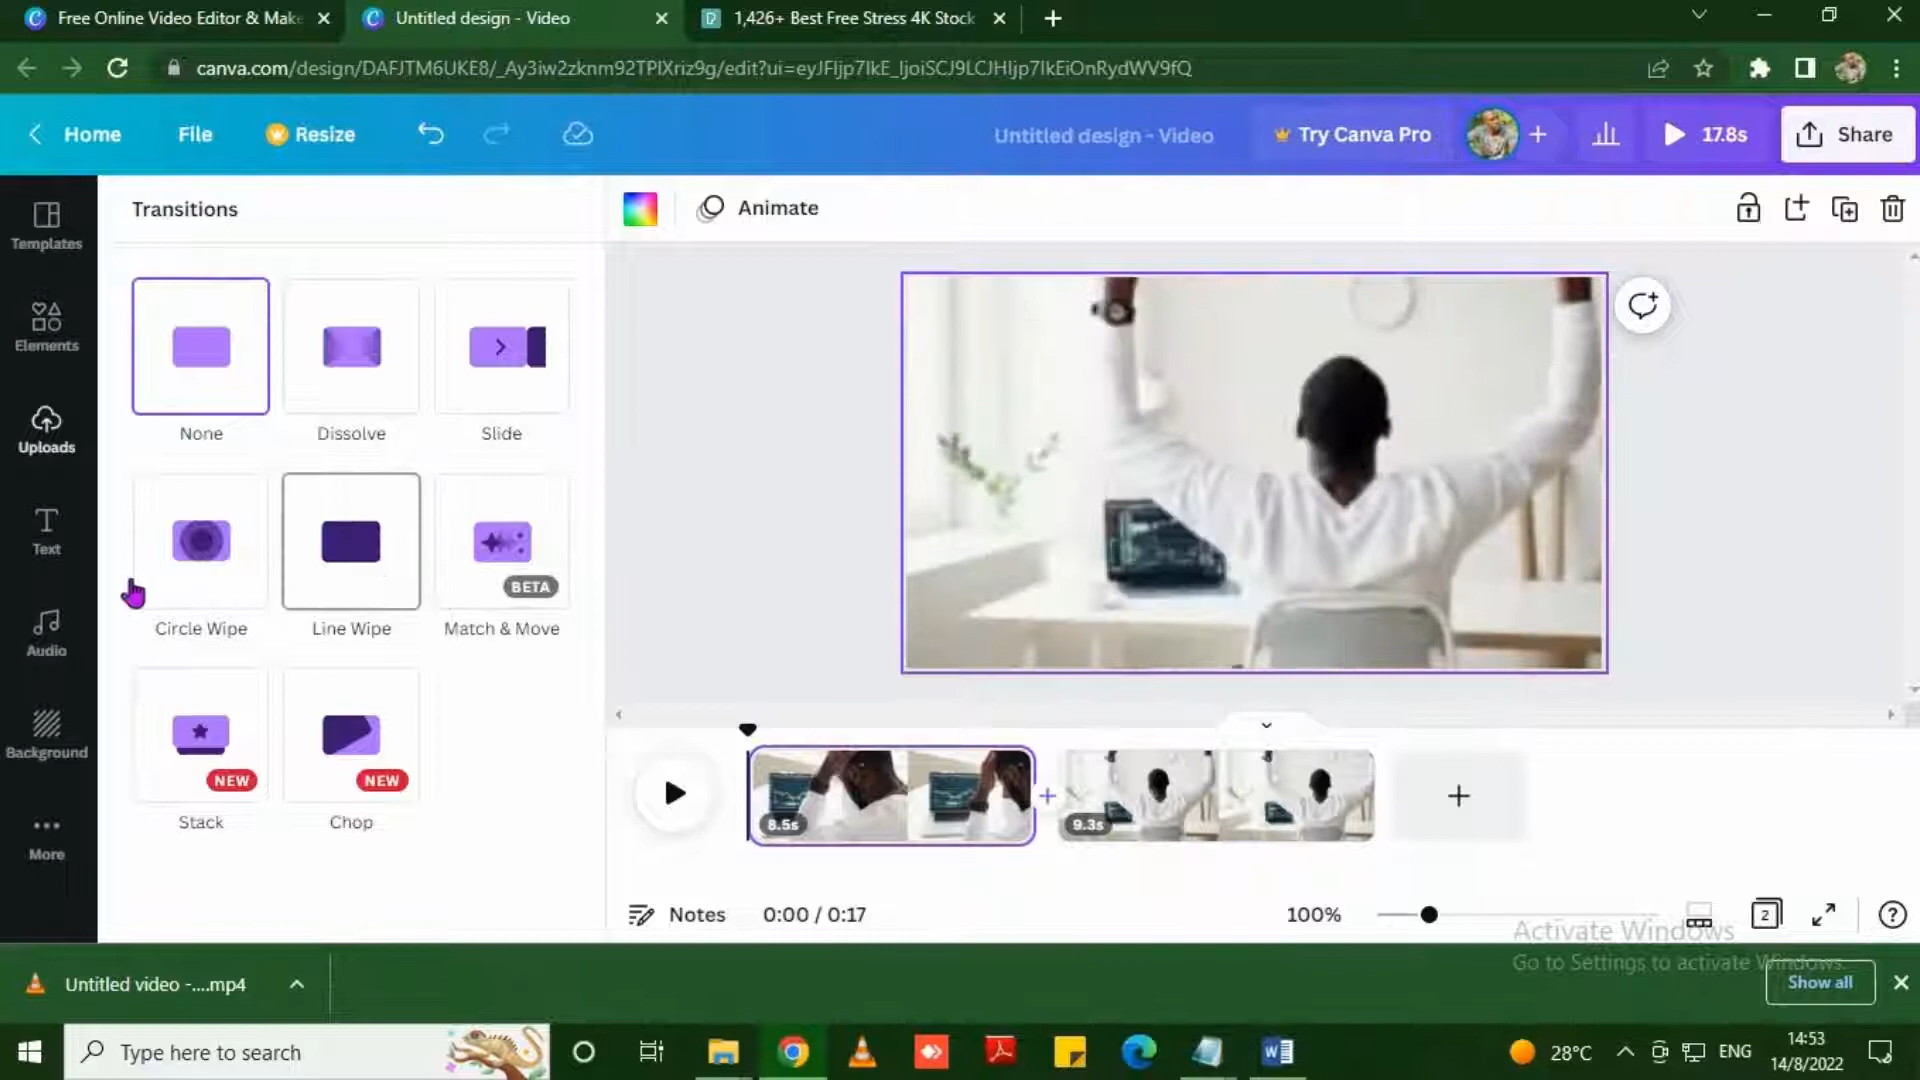 Free Online Video Editor & Make
Untitled design - Video
1,426+ Best Free Stress 4K Stock
canva.com/design/DAFJTM6UKE8/_Ay3iw2zknm92TPlXriz9g/edit?ui=eyJFIjp7IkE_IjoiSCJ9LCJHIjp7IkEiOnRydWV9fQ
Home
File
Resize
Untitled design - Video
Try Canva Pro
17.8s
Share
Templates
Elements
Uploads
Text
Audio
Background
More
Transitions
None
Dissolve
Slide
BETA
Circle Wipe
Line Wipe
Match & Move
NEW
NEW
Stack
Chop
Animate
8.5s
9.3s
Notes
0:00 / 0:17
100%
2
Activate Windows
Go to Settings to activate Windows.
Untitled video -....mp4
Show all
Type here to search
28°C
ENG
14:53
14/8/2022